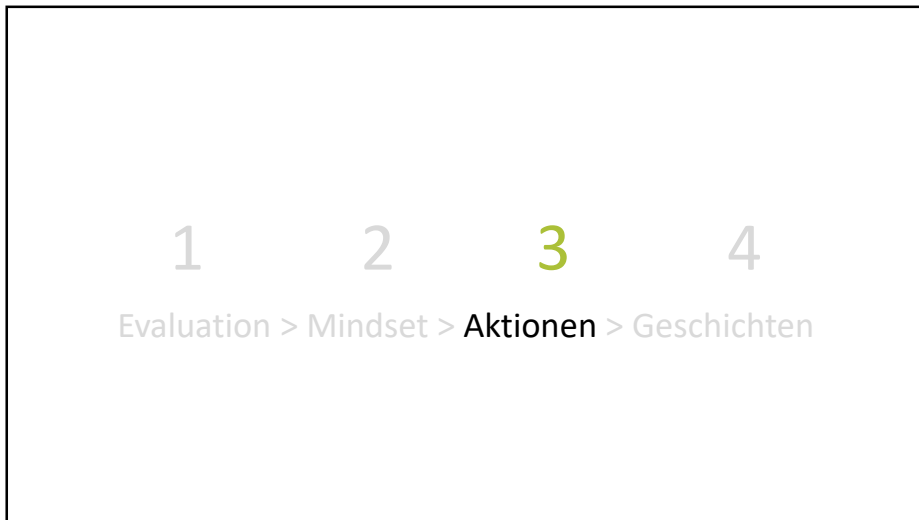 1 2 3 4
Evaluation > Mindset > Aktionen > Geschichten